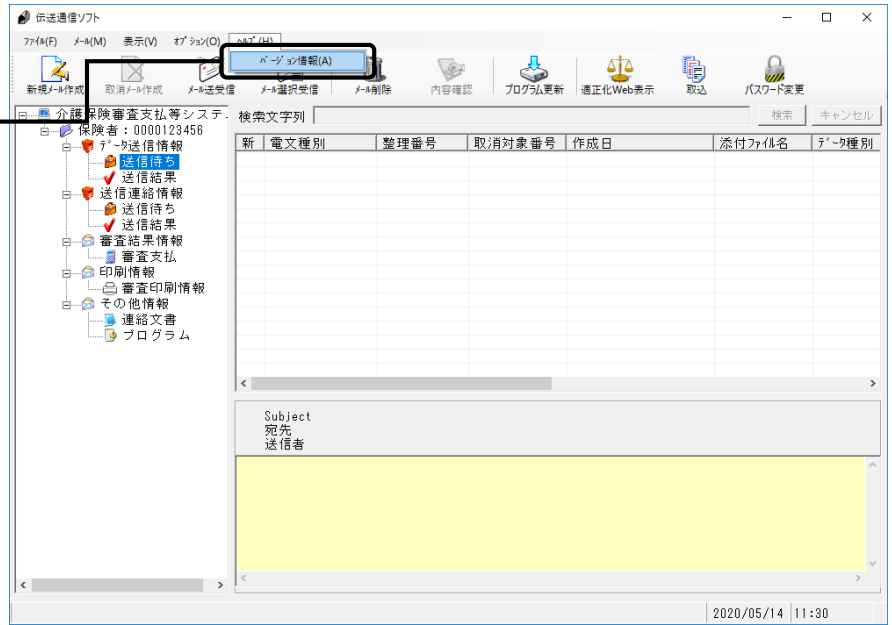 伝送通信ソフト
ﾌｧｲﾙ(F) ﾒｰﾙ(M) 表示(V) ｵﾌﾟｼｮﾝ(O) ﾍﾙﾌﾟ(H)
ﾊﾞｰｼﾞｮﾝ情報(A)
新規ﾒｰﾙ作成 取消ﾒｰﾙ作成 ﾒｰﾙ送受信 ﾒｰﾙ選択受信 ﾒｰﾙ削除 内容確認 ﾌﾟﾛｸﾞﾗﾑ更新 適正化Web表示 取込 ﾊﾟｽﾜｰﾄﾞ変更
介護保険審査支払等システ
保険者：0000123456
ﾃﾞｰﾀ送信情報
送信待ち
送信結果
送信連絡情報
送信待ち
送信結果
審査結果情報
審査支払
印刷情報
審査印刷情報
その他情報
連絡文書
プログラム
検索文字列 検索 キャンセル
新 電文種別 整理番号 取消対象番号 作成日 添付ﾌｧｲﾙ名 ﾃﾞｰﾀ種別
Subject
宛先
送信者
2020/05/14 11:30